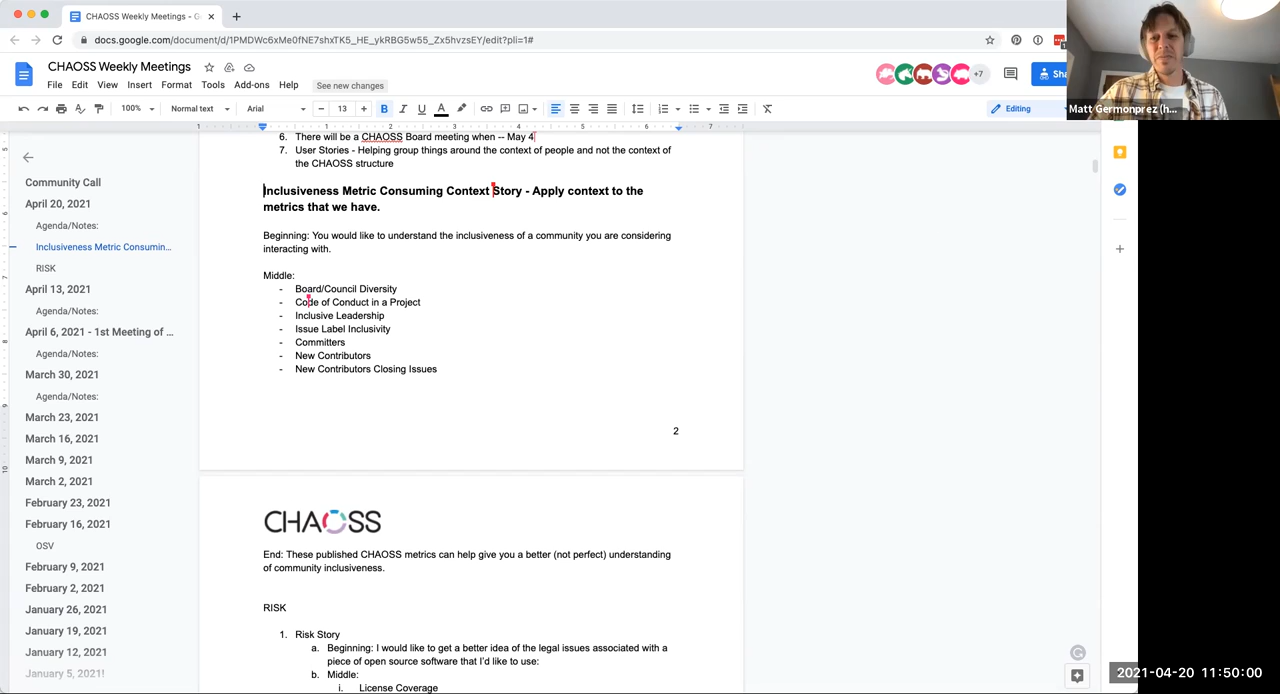 CHAOSS Weekly Meetings - G
docs.google.com/document/d/1PMDWc6xMe0fNE7shxTK5_HE_ykRBG5w55_Zx5hvzsEY/edit?pli=1#
CHAOSS Weekly Meetings
File Edit View Insert Format Tools Add-ons Help See new changes
+7
Sha
100% Normal text Arial 13 B I U A Editing
Matt Germonprez (h...
1 1 2 3 4 5 6 7
Community Call
April 20, 2021
Agenda/Notes:
Inclusiveness Metric Consumin...
RISK
April 13, 2021
Agenda/Notes:
April 6, 2021 - 1st Meeting of ...
Agenda/Notes:
March 30, 2021
Agenda/Notes:
March 23, 2021
March 16, 2021
March 9, 2021
March 2, 2021
February 23, 2021
February 16, 2021
OSV
February 9, 2021
February 2, 2021
January 26, 2021
January 19, 2021
January 12, 2021
January 5, 2021!
6. There will be a CHAOSS Board meeting when -- May 4
7. User Stories - Helping group things around the context of people and not the context of
the CHAOSS structure
Inclusiveness Metric Consuming Context Story - Apply context to the
metrics that we have.
Beginning: You would like to understand the inclusiveness of a community you are considering
interacting with.
Middle:
- Board/Council Diversity
- Code of Conduct in a Project
- Inclusive Leadership
- Issue Label Inclusivity
- Committers
- New Contributors
- New Contributors Closing Issues
2
CHAOSS
End: These published CHAOSS metrics can help give you a better (not perfect) understanding
of community inclusiveness.
RISK
1. Risk Story
a. Beginning: I would like to get a better idea of the legal issues associated with a
piece of open source software that I'd like to use:
b. Middle:
i. License Coverage
2021-04-20 11:50:00